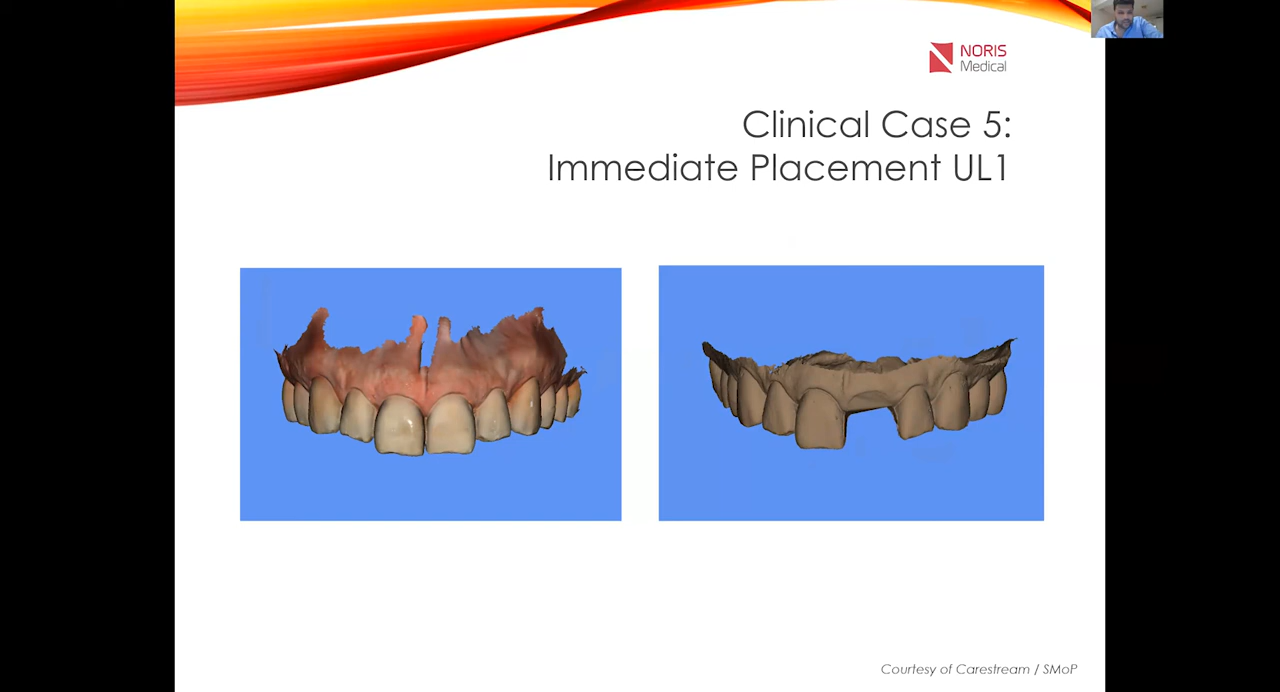 NORIS
Medical
Clinical Case 5:
Immediate Placement UL1
Courtesy of Carestream / SMoP